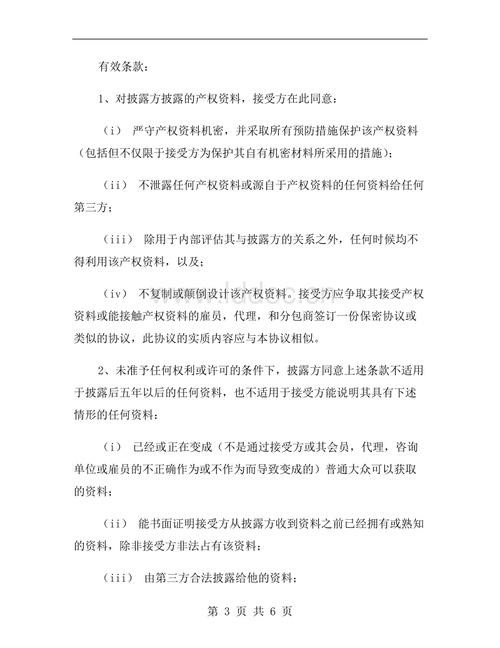 有效条款：
1、对披露方披露的产权资料，接受方在此同意：
（i） 严守产权资料机密，并采取所有预防措施保护该产权资料
（包括但不仅限于接受方为保护其自有机密材料所采用的措施）；
（ii） 不泄露任何产权资料或源自于产权资料的任何资料给任何
第三方；
（iii） 除用于内部评估其与披露方的关系之外，任何时候均不
得利用该产权资料，以及；
（iv） 不复制或颠倒设计该产权资料。接受方应争取其接受产权
资料或能接触产权资料的雇员，代理，和分包商签订一份保密协议或
类似的协议，此协议的实质内容应与本协议相似。
2、未准予任何权利或许可的条件下，披露方同意上述条款不适用
于披露后五年以后的任何资料，也不适用于接受方能说明其具有下述
情形的任何资料：
（i） 已经或正在变成（不是通过接受方或其会员，代理，咨询
单位或雇员的不正确作为或不作为而导致变成的）普通大众可以获取
的资料；
（ii） 能书面证明接受方从披露方收到资料之前已经拥有或熟知
的资料，除非接受方非法占有该资料；
（iii） 由第三方合法披露给他的资料；
第 3 页 共 6 页